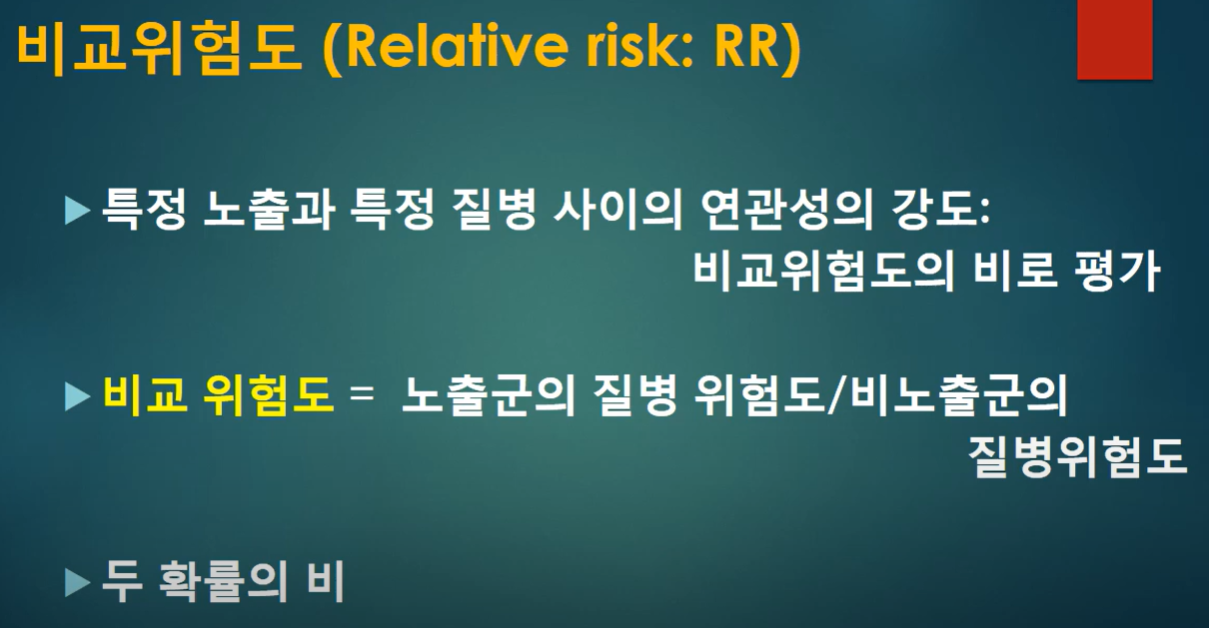 비교위험도 (Relative risk: RR)
특정 노출과 특정 질병 사이의 연관성의 강도:
비교위험도의 비로 평가
비교 위험도 = 노출군의 질병 위험도/비노출군의
질병위험도
두 확률의 비